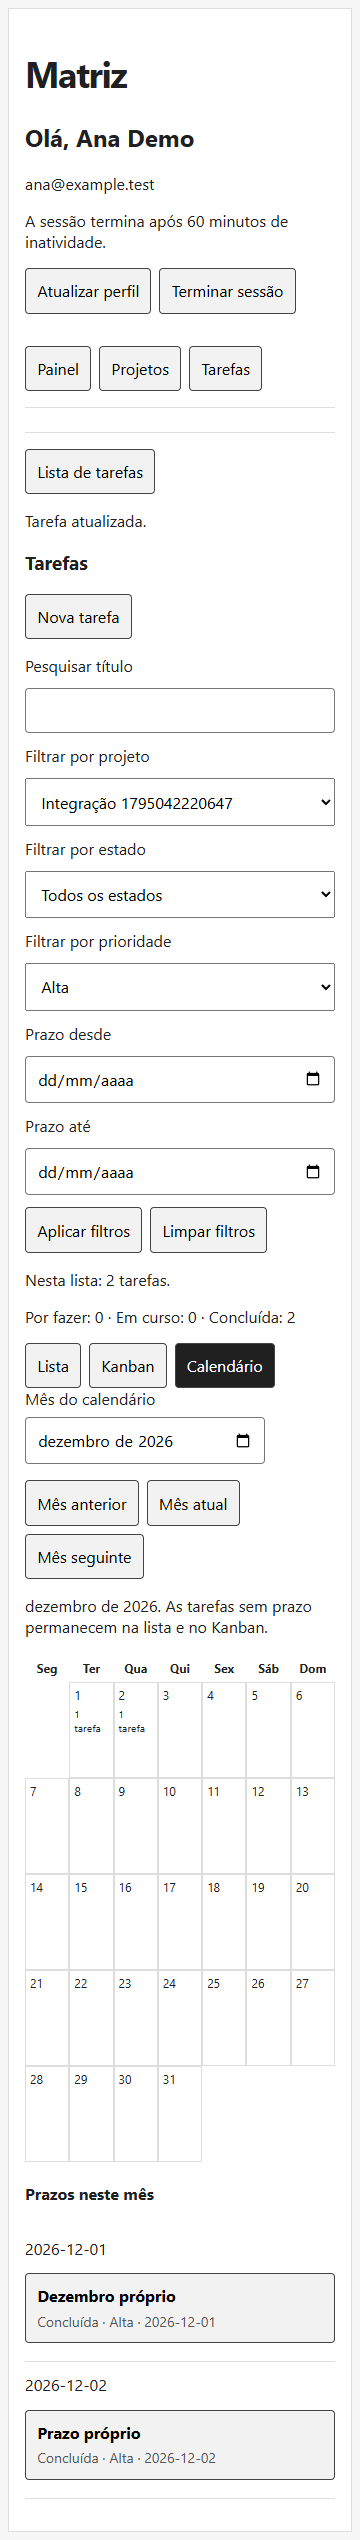 Matriz
Olá, Ana Demo
ana@example.test
A sessão termina após 60 minutos de
inatividade.
Atualizar perfil
Terminar sessão
Painel
Projetos
Tarefas
Lista de tarefas
Tarefa atualizada.
Tarefas
Nova tarefa
Pesquisar título
Filtrar por projeto
Integração 1795042220647
Filtrar por estado
Todos os estados
Filtrar por prioridade
Alta
Prazo desde
dd/mm/aaaa
Prazo até
dd/mm/aaaa
Aplicar filtros
Limpar filtros
Nesta lista: 2 tarefas.
Por fazer: 0 · Em curso: 0 · Concluída: 2
Lista
Kanban
Calendário
Mês do calendário
dezembro de 2026
Mês anterior
Mês atual
Mês seguinte
dezembro de 2026. As tarefas sem prazo
permanecem na lista e no Kanban.
Seg Ter Qua Qui Sex Sáb Dom
1 2 3 4 5 6
1 1
tarefa tarefa
7 8 9 10 11 12 13
14 15 16 17 18 19 20
21 22 23 24 25 26 27
28 29 30 31
Prazos neste mês
2026-12-01
Dezembro próprio
Concluída · Alta · 2026-12-01
2026-12-02
Prazo próprio
Concluída · Alta · 2026-12-02